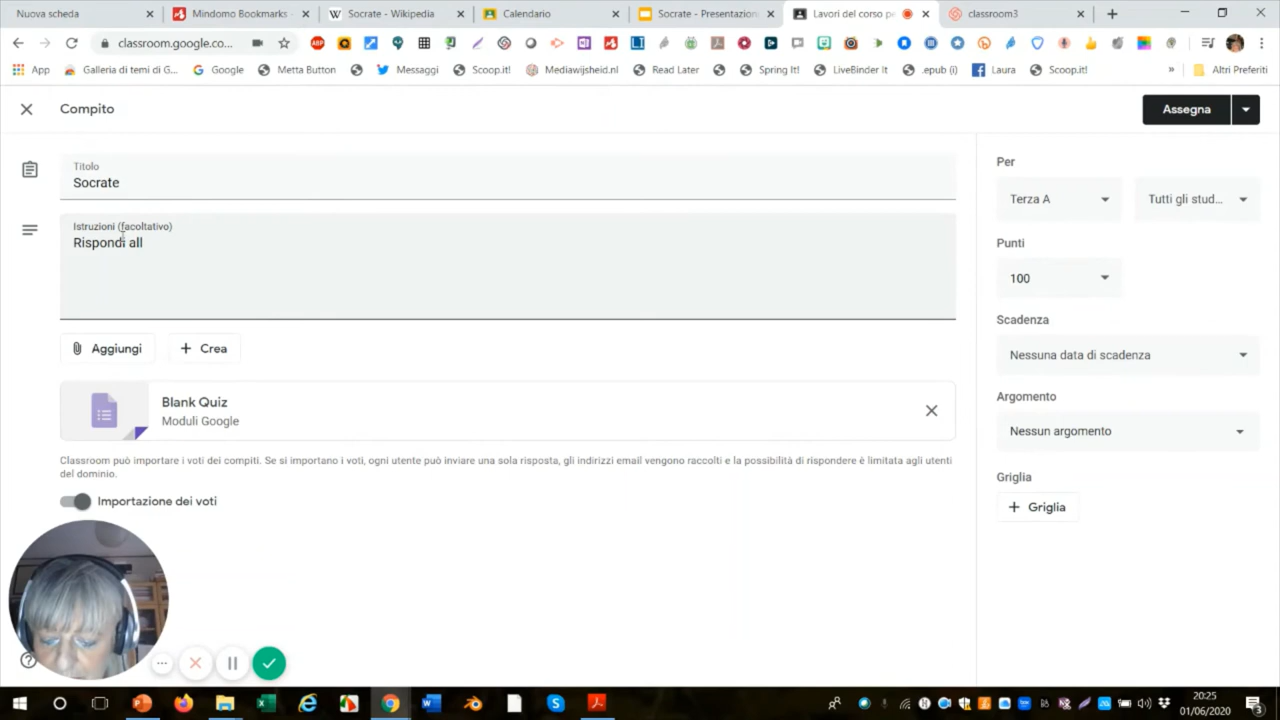 Nuova scheda
Mindomo Bookmarks -
Socrate - Wikipedia
Calendario
Socrate - Presentazion
Lavori del corso pe
classroom3
classroom.google.co...
App
Galleria di temi di G...
Google
Metta Button
Messaggi
Scoop.it!
Mediawijsheid.nl
Read Later
Spring It!
LiveBinder It
.epub (i)
Laura
Scoop.it!
»
Altri Preferiti
Compito
Assegna
Titolo
Socrate
Istruzioni (facoltativo)
Rispondi all
Aggiungi
Crea
Blank Quiz
Moduli Google
Classroom può importare i voti dei compiti. Se si importano i voti, ogni utente può inviare una sola risposta, gli indirizzi email vengono raccolti e la possibilità di rispondere è limitata agli utenti
del dominio.
Importazione dei voti
Per
Terza A
Tutti gli stud...
Punti
100
Scadenza
Nessuna data di scadenza
Argomento
Nessun argomento
Griglia
Griglia
20:25
01/06/2020